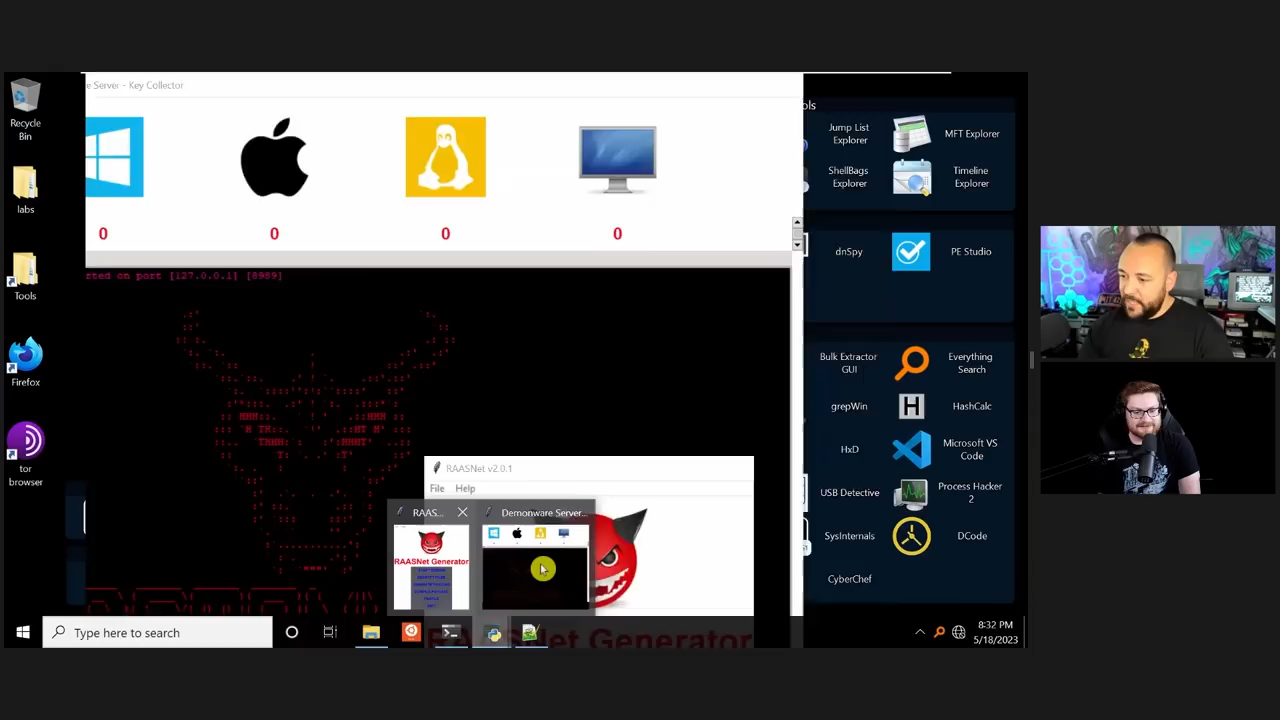 Recycle
Bin
labs
Tools
Firefox
tor
browser
e Server - Key Collector
0
0
0
0
rted on port [127.0.0.1] [8989]
ols
Jump List
Explorer
MFT Explorer
ShellBags
Explorer
Timeline
Explorer
dnSpy
PE Studio
Bulk Extractor
GUI
Everything
Search
grepWin
H
HashCalc
HxD
Microsoft VS
Code
USB Detective
Process Hacker
2
SysInternals
DCode
CyberChef
RAASNet v2.0.1
File
Help
RAAS...
Demonware Server...
RAASNet Generator
RAASNet Generator
Type here to search
8:32 PM
5/18/2023